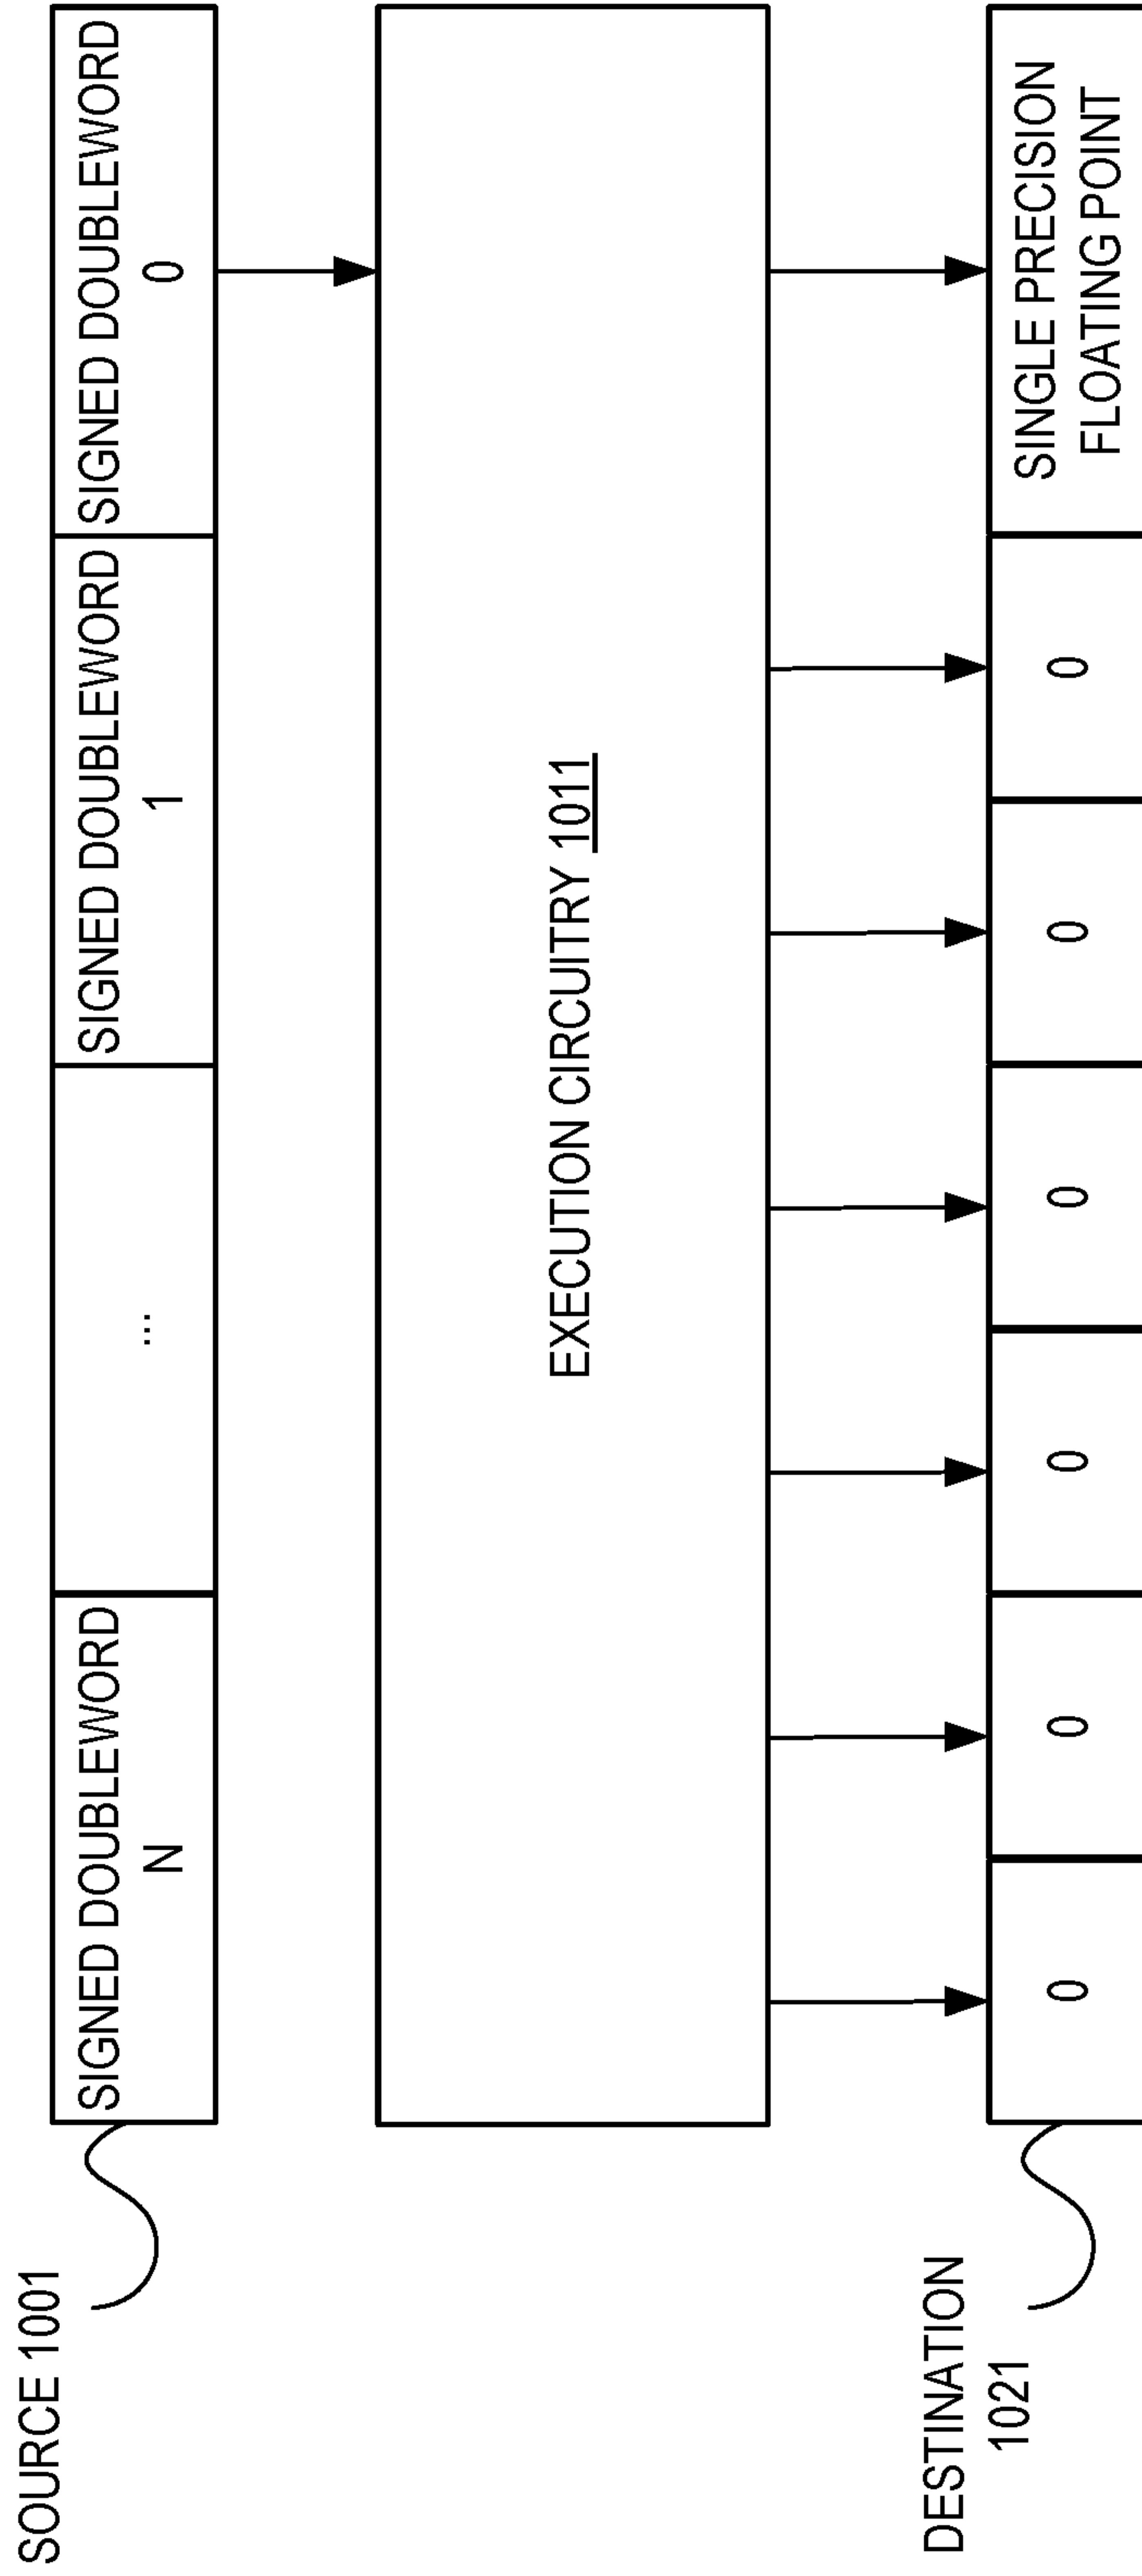 SOURCE 1001
SIGNED DOUBLEWORD
N
...
SIGNED DOUBLEWORD
1
SIGNED DOUBLEWORD
0
EXECUTION CIRCUITRY 1011
DESTINATION
1021
0
0
0
0
0
0
SINGLE PRECISION
FLOATING POINT